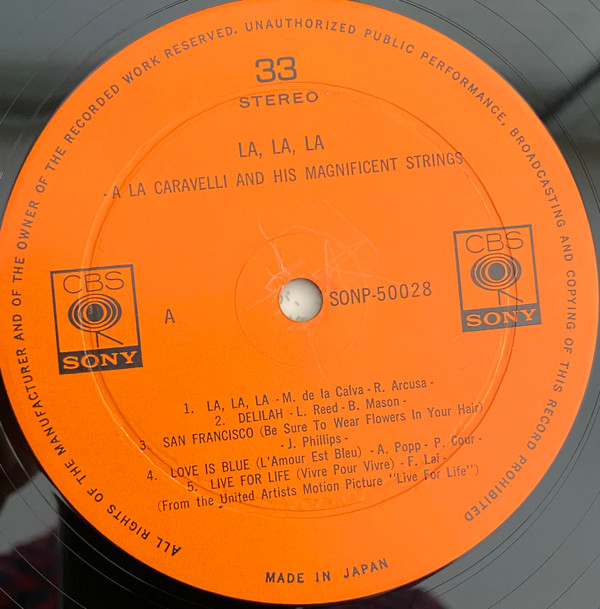 ALL RIGHTS OF THE MANUFACTURER AND OF THE OWNER OF THE RECORDED WORK RESERVED. UNAUTHORIZED PUBLIC PERFORMANCE, BROADCASTING AND COPYING OF THIS RECORD PROHIBITED
33
STEREO
LA, LA, LA
- A LA CARAVELLI AND HIS MAGNIFICENT STRINGS
CBS
SONY
A
SONP-50028
CBS
SONY
1. LA, LA, LA - M. de la Calva - R. Arcusa -
2. DELILAH - L. Reed - B. Mason -
3. SAN FRANCISCO (Be Sure To Wear Flowers In Your Hair)
- J. Phillips -
4. LOVE IS BLUE (L'Amour Est Bleu) - A. Popp - P. Cour -
5. LIVE FOR LIFE (Vivre Pour Vivre) - F. Lai -
(From the United Artists Motion Picture "Live For Life")
MADE IN JAPAN